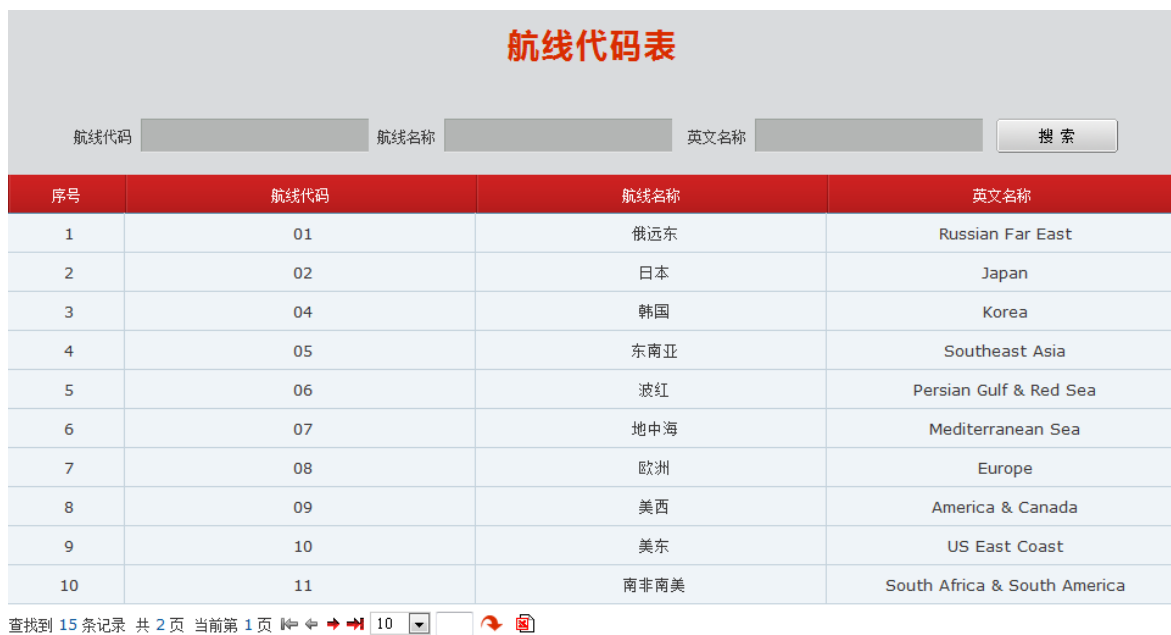 航线代码表
航线代码 航线名称 英文名称 搜 索
序号 航线代码 航线名称 英文名称
1 01 俄远东 Russian Far East
2 02 日本 Japan
3 04 韩国 Korea
4 05 东南亚 Southeast Asia
5 06 波红 Persian Gulf & Red Sea
6 07 地中海 Mediterranean Sea
7 08 欧洲 Europe
8 09 美西 America & Canada
9 10 美东 US East Coast
10 11 南非南美 South Africa & South America
查找到 15 条记录 共 2 页 当前第 1 页 10